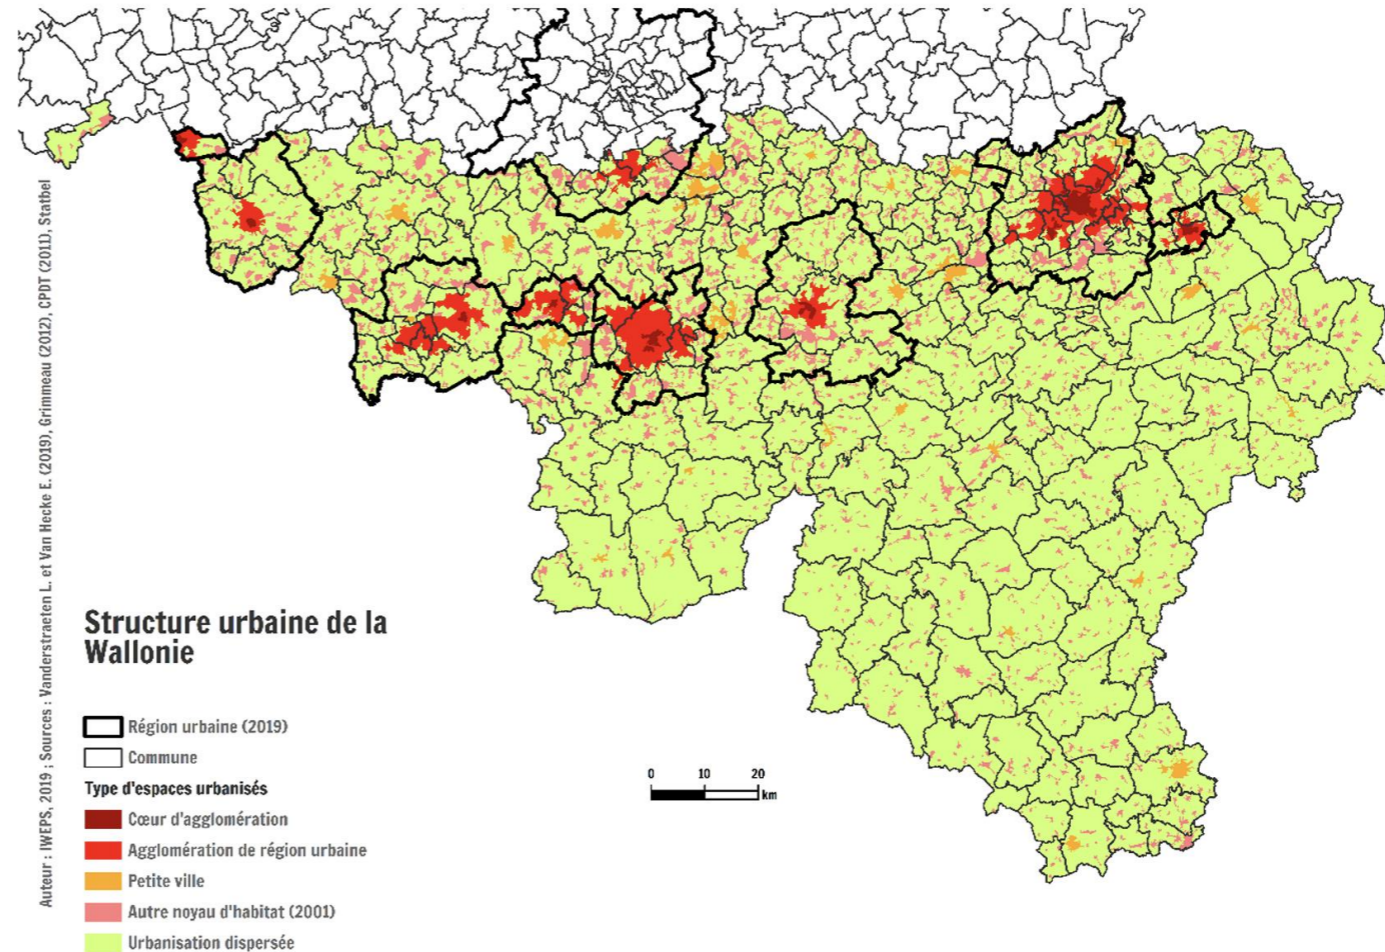 Structure urbaine de la
Wallonie
Région urbaine (2019)
Commune
Type d'espaces urbanisés
Cœur d'agglomération
Agglomération de région urbaine
Petite ville
Autre noyau d'habitat (2001)
Urbanisation dispersée
0 10 20
km
Auteur : IWEPS, 2019 ; Sources : Vanderstraeten L. et Van Hecke E. (2019), Grimmeau (2012), CPDT (2011), Statbel